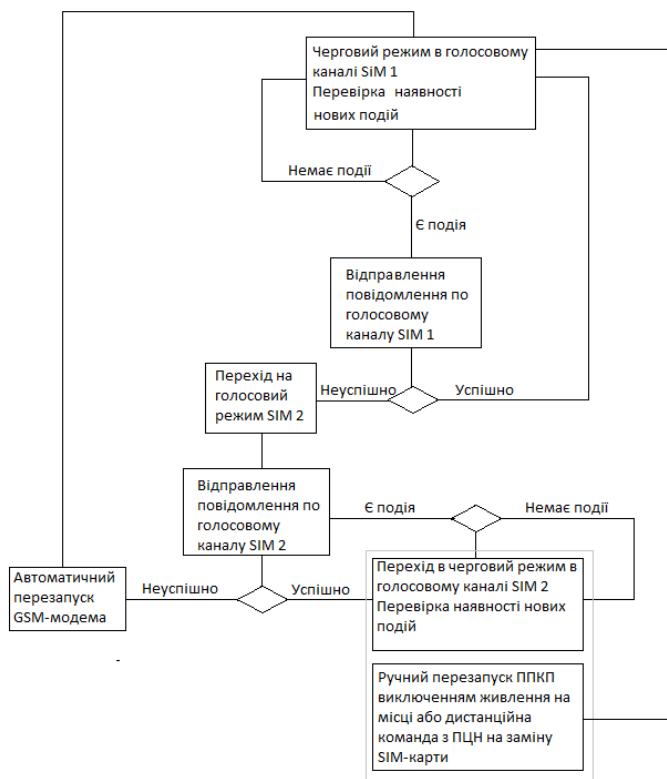 Черговий режим в голосовому
каналі SiM 1
Перевірка наявності
нових подій
Немає події
Є подія
Відправлення
повідомлення по
голосовому
каналу SIM 1
Перехід на
голосовий
режим SIM 2
Неуспішно
Успішно
Відправлення
повідомлення по
голосовому
каналу SIM 2
Є подія
Немає події
Автоматичний
перезапуск
GSM-модема
Неуспішно
Успішно
Перехід в черговий режим в
голосовому каналі SIM 2
Перевірка наявності нових
подій
Ручний перезапуск ППКП
виключенням живлення на
місці або дистанційна
команда з ПЦН на заміну
SIM-карти